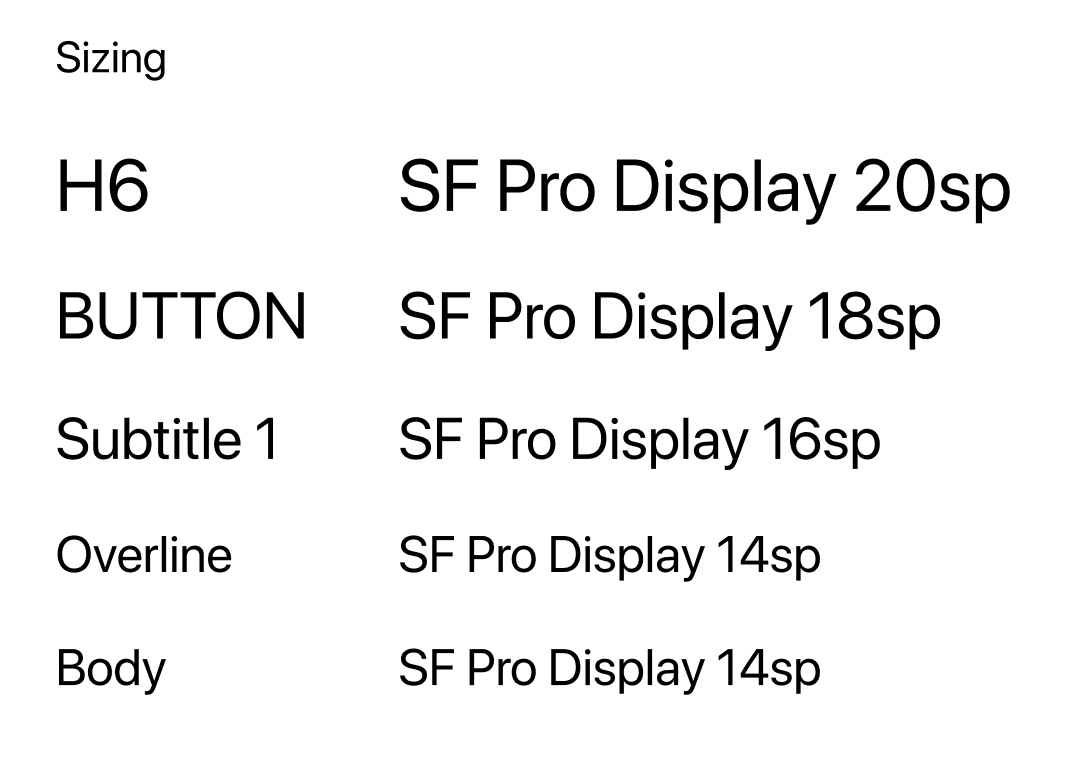 Sizing
H6 SF Pro Display 20sp
BUTTON SF Pro Display 18sp
Subtitle 1 SF Pro Display 16sp
Overline SF Pro Display 14sp
Body SF Pro Display 14sp